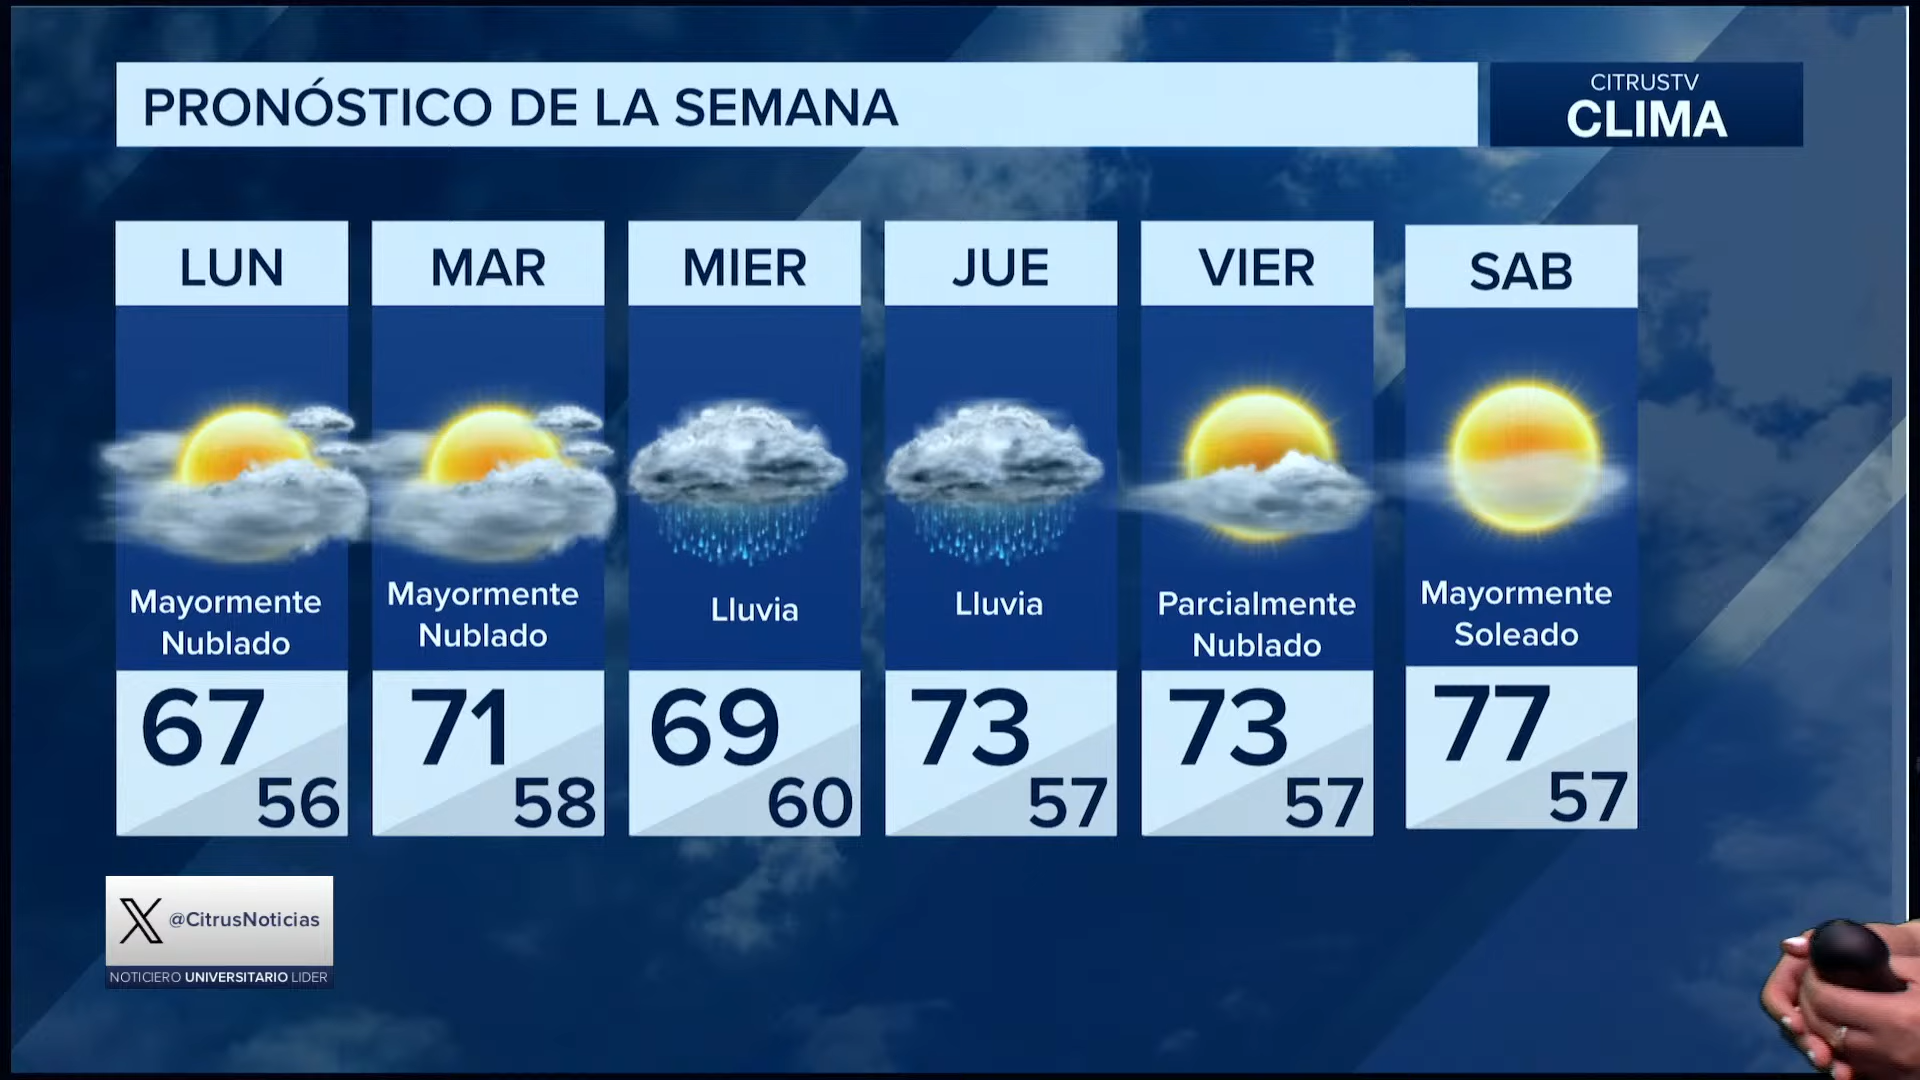 PRONÓSTICO DE LA SEMANA
CITRUSTV
CLIMA
LUN
Mayormente
Nublado
67
56
MAR
Mayormente
Nublado
71
58
MIER
Lluvia
69
60
JUE
Lluvia
73
57
VIER
Parcialmente
Nublado
73
57
SAB
Mayormente
Soleado
77
57
X @CitrusNoticias
NOTICIERO UNIVERSITARIO LIDER